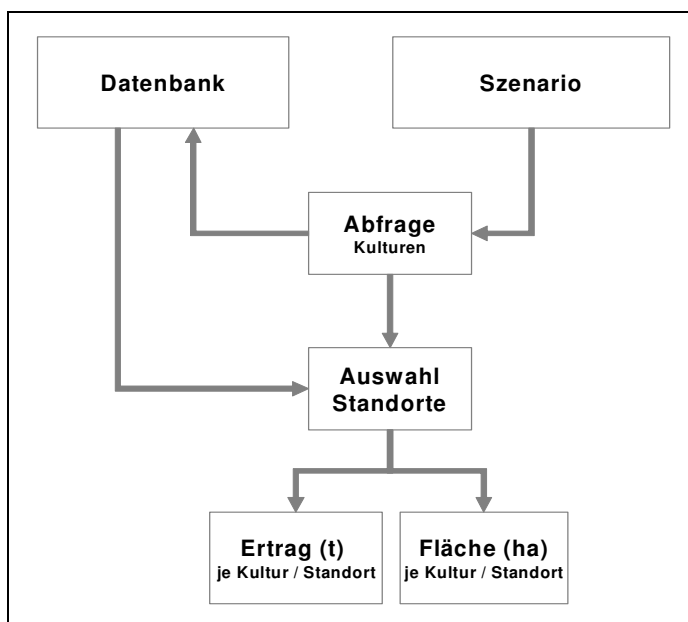 Datenbank
Szenario
Abfrage
Kulturen
Auswahl
Standorte
Ertrag (t)
je Kultur / Standort
Fläche (ha)
je Kultur / Standort